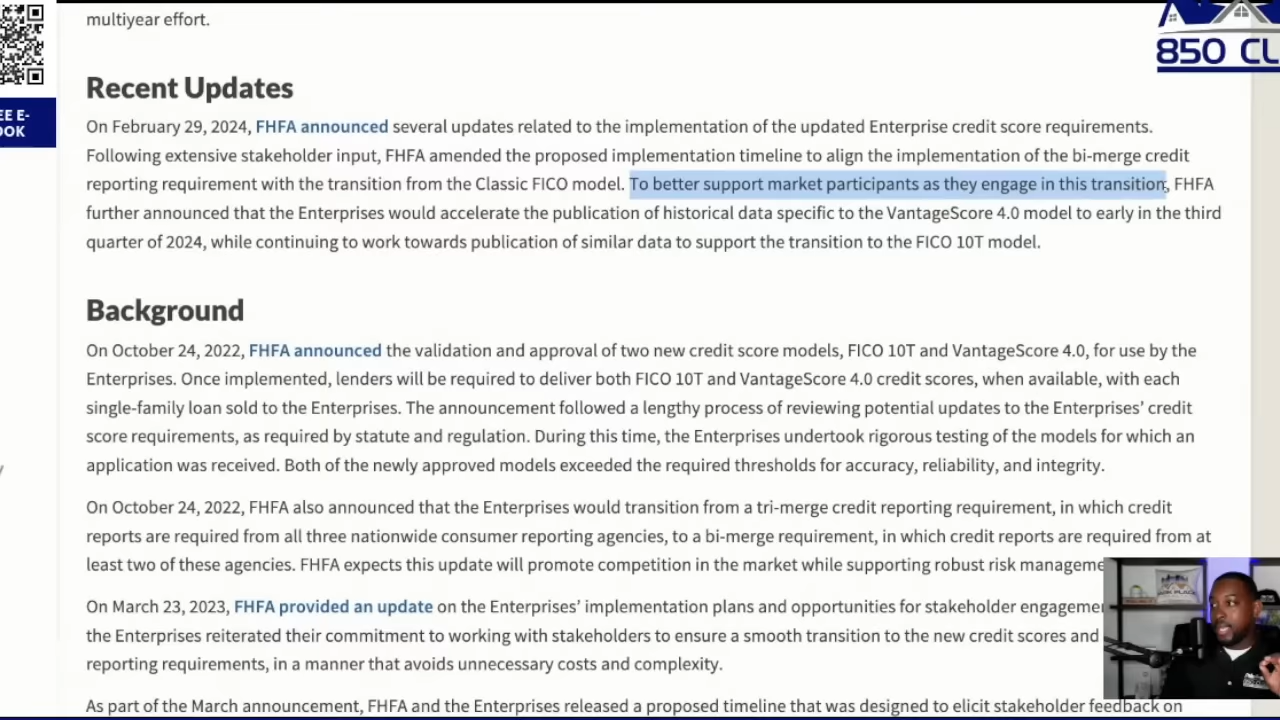 multiyear effort.
850 CL
EE E-
OOK
Recent Updates
On February 29, 2024, FHFA announced several updates related to the implementation of the updated Enterprise credit score requirements.
Following extensive stakeholder input, FHFA amended the proposed implementation timeline to align the implementation of the bi-merge credit
reporting requirement with the transition from the Classic FICO model. To better support market participants as they engage in this transition, FHFA
further announced that the Enterprises would accelerate the publication of historical data specific to the VantageScore 4.0 model to early in the third
quarter of 2024, while continuing to work towards publication of similar data to support the transition to the FICO 10T model.
Background
On October 24, 2022, FHFA announced the validation and approval of two new credit score models, FICO 10T and VantageScore 4.0, for use by the
Enterprises. Once implemented, lenders will be required to deliver both FICO 10T and VantageScore 4.0 credit scores, when available, with each
single-family loan sold to the Enterprises. The announcement followed a lengthy process of reviewing potential updates to the Enterprises’ credit
score requirements, as required by statute and regulation. During this time, the Enterprises undertook rigorous testing of the models for which an
application was received. Both of the newly approved models exceeded the required thresholds for accuracy, reliability, and integrity.
On October 24, 2022, FHFA also announced that the Enterprises would transition from a tri-merge credit reporting requirement, in which credit
reports are required from all three nationwide consumer reporting agencies, to a bi-merge requirement, in which credit reports are required from at
least two of these agencies. FHFA expects this update will promote competition in the market while supporting robust risk manageme
On March 23, 2023, FHFA provided an update on the Enterprises’ implementation plans and opportunities for stakeholder engagemen
the Enterprises reiterated their commitment to working with stakeholders to ensure a smooth transition to the new credit scores and
reporting requirements, in a manner that avoids unnecessary costs and complexity.
As part of the March announcement, FHFA and the Enterprises released a proposed timeline that was designed to elicit stakeholder feedback on